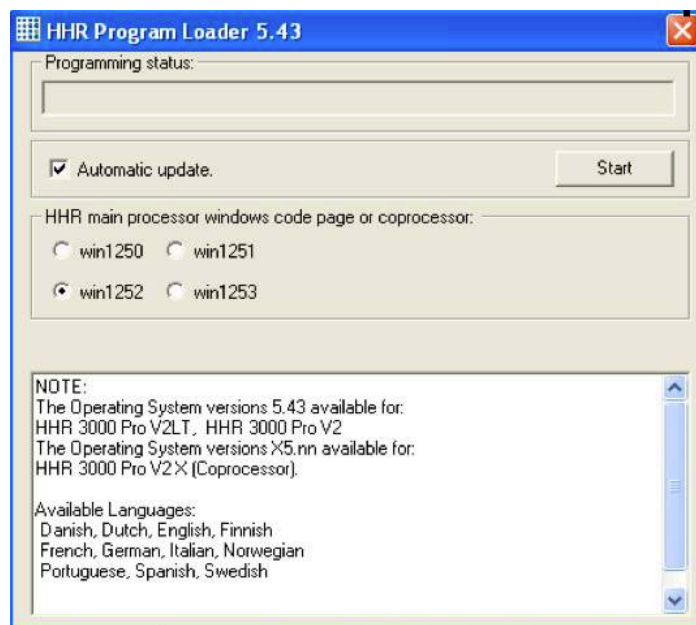 HHR Program Loader 5.43
Programming status:
Automatic update.
Start
HHR main processor windows code page or coprocessor:
win1250 win1251
win1252 win1253
NOTE:
The Operating System versions 5.43 available for:
HHR 3000 Pro V2LT, HHR 3000 Pro V2
The Operating System versions X5.nn available for:
HHR 3000 Pro V2X (Coprocessor).
Available Languages:
Danish, Dutch, English, Finnish
French, German, Italian, Norwegian
Portuguese, Spanish, Swedish